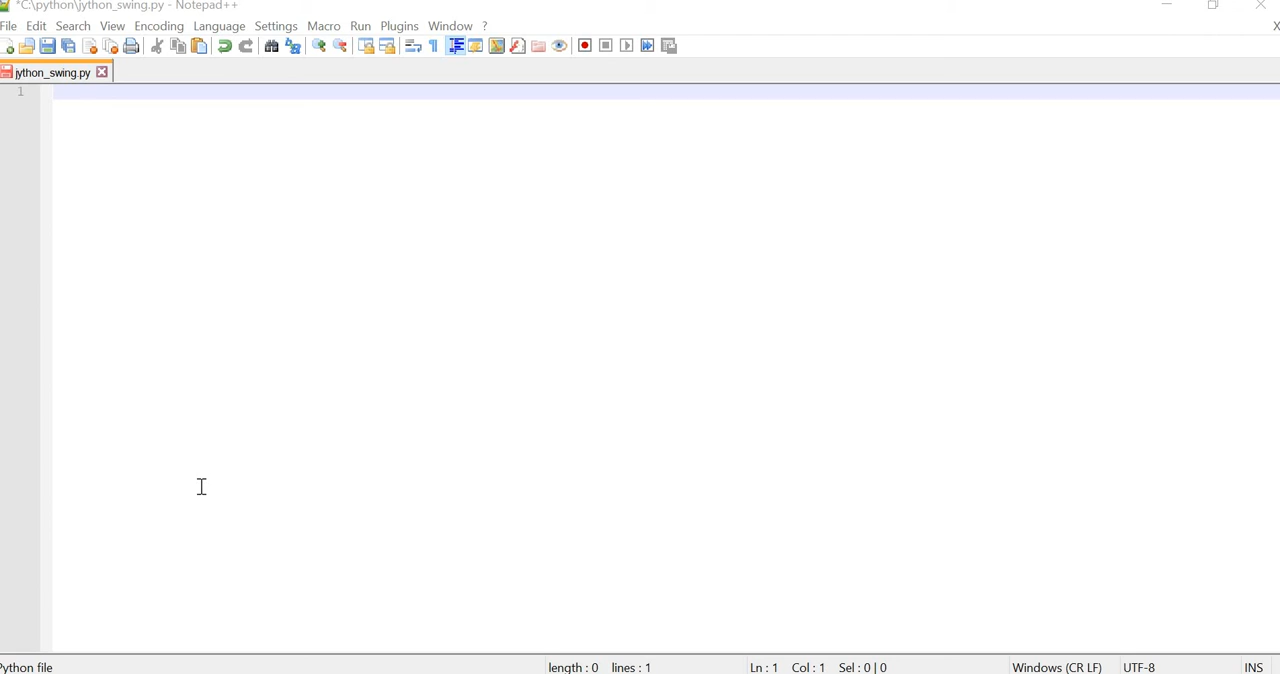 *C:\python\jython_swing.py - Notepad++
File Edit Search View Encoding Language Settings Macro Run Plugins Window ? X
jython_swing.py
1
Python file length : 0 lines : 1 Ln : 1 Col : 1 Sel : 0 | 0 Windows (CR LF) UTF-8 INS